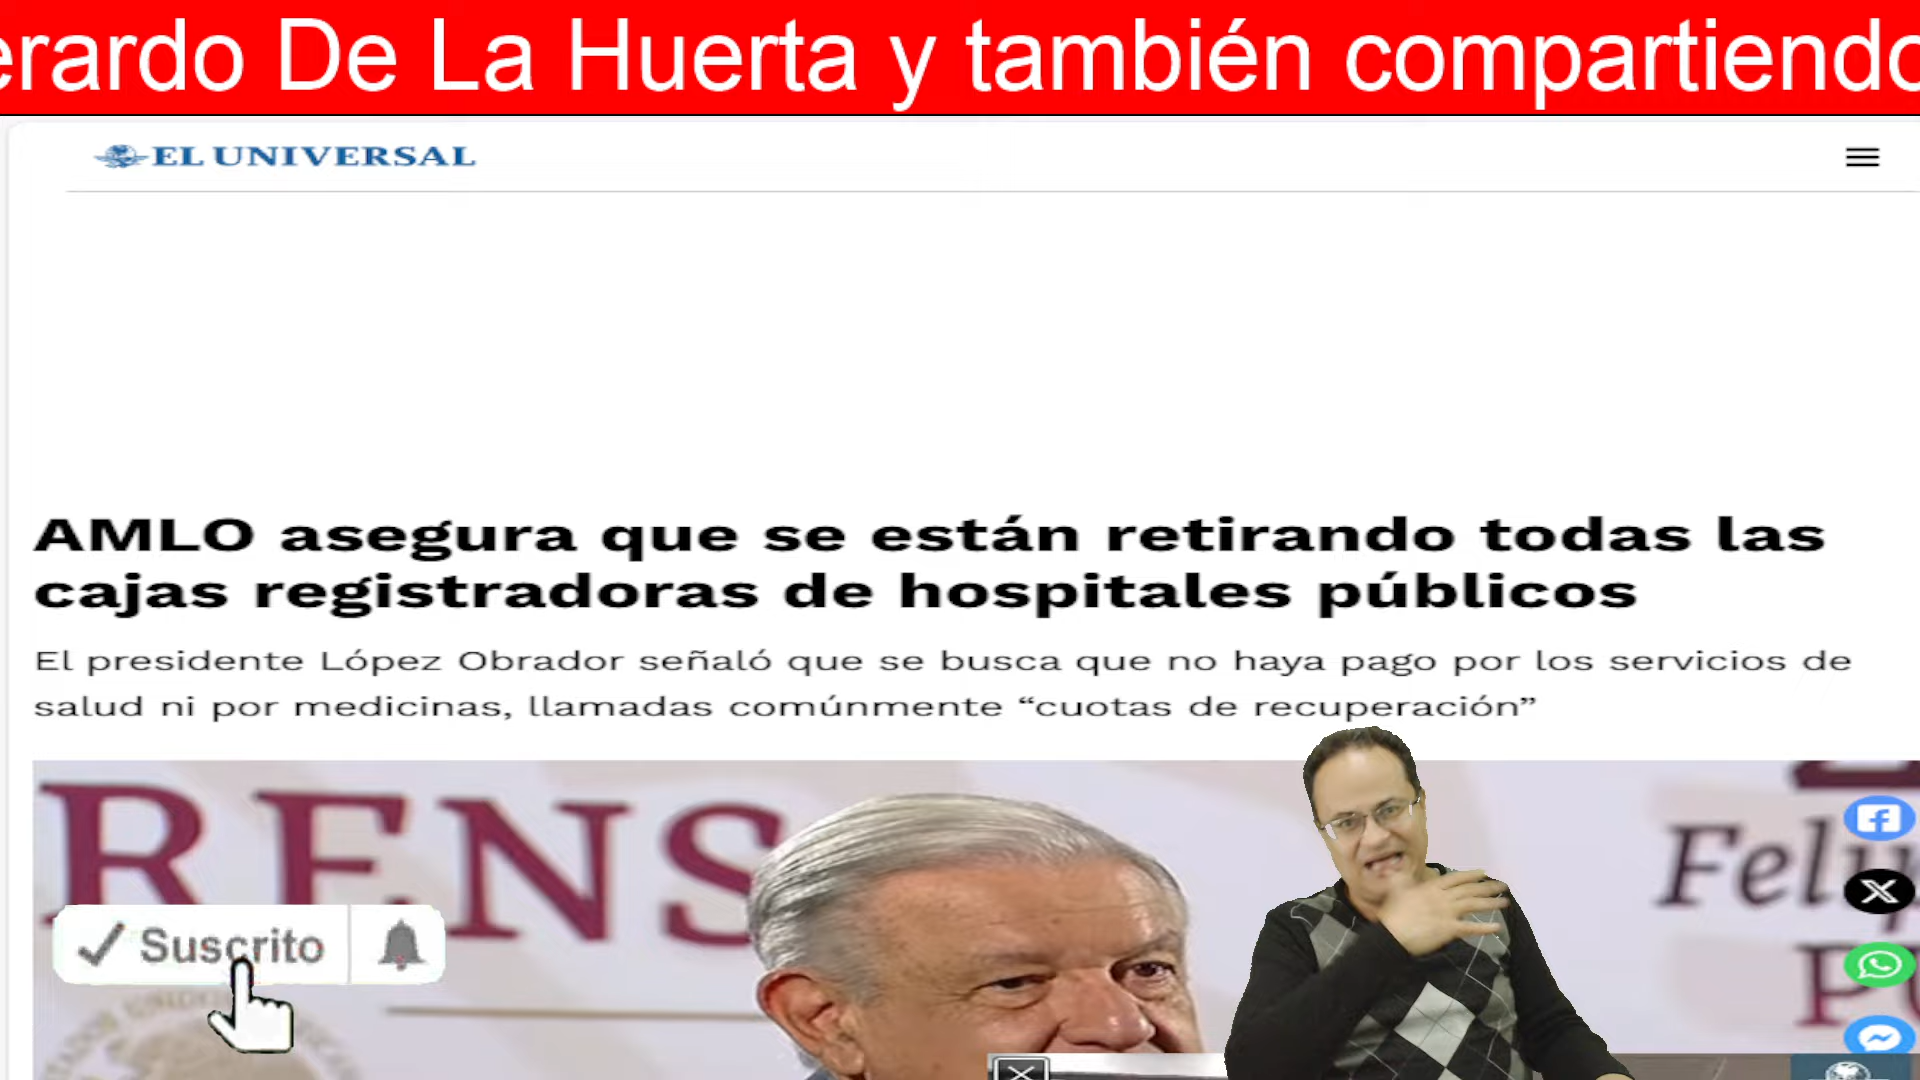 erardo De La Huerta y también compartiendo
EL UNIVERSAL
AMLO asegura que se están retirando todas las
cajas registradoras de hospitales públicos
El presidente López Obrador señaló que se busca que no haya pago por los servicios de
salud ni por medicinas, llamadas comúnmente “cuotas de recuperación”
RENS
Suscrito